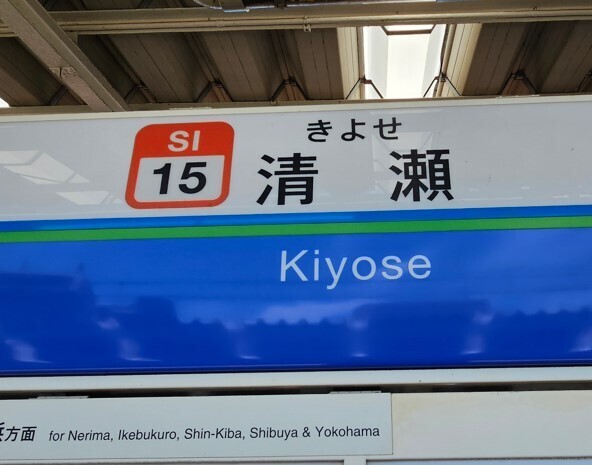 SI
15
きよせ
清瀬
Kiyose
方面 for Nerima, Ikebukuro, Shin-Kiba, Shibuya & Yokohama